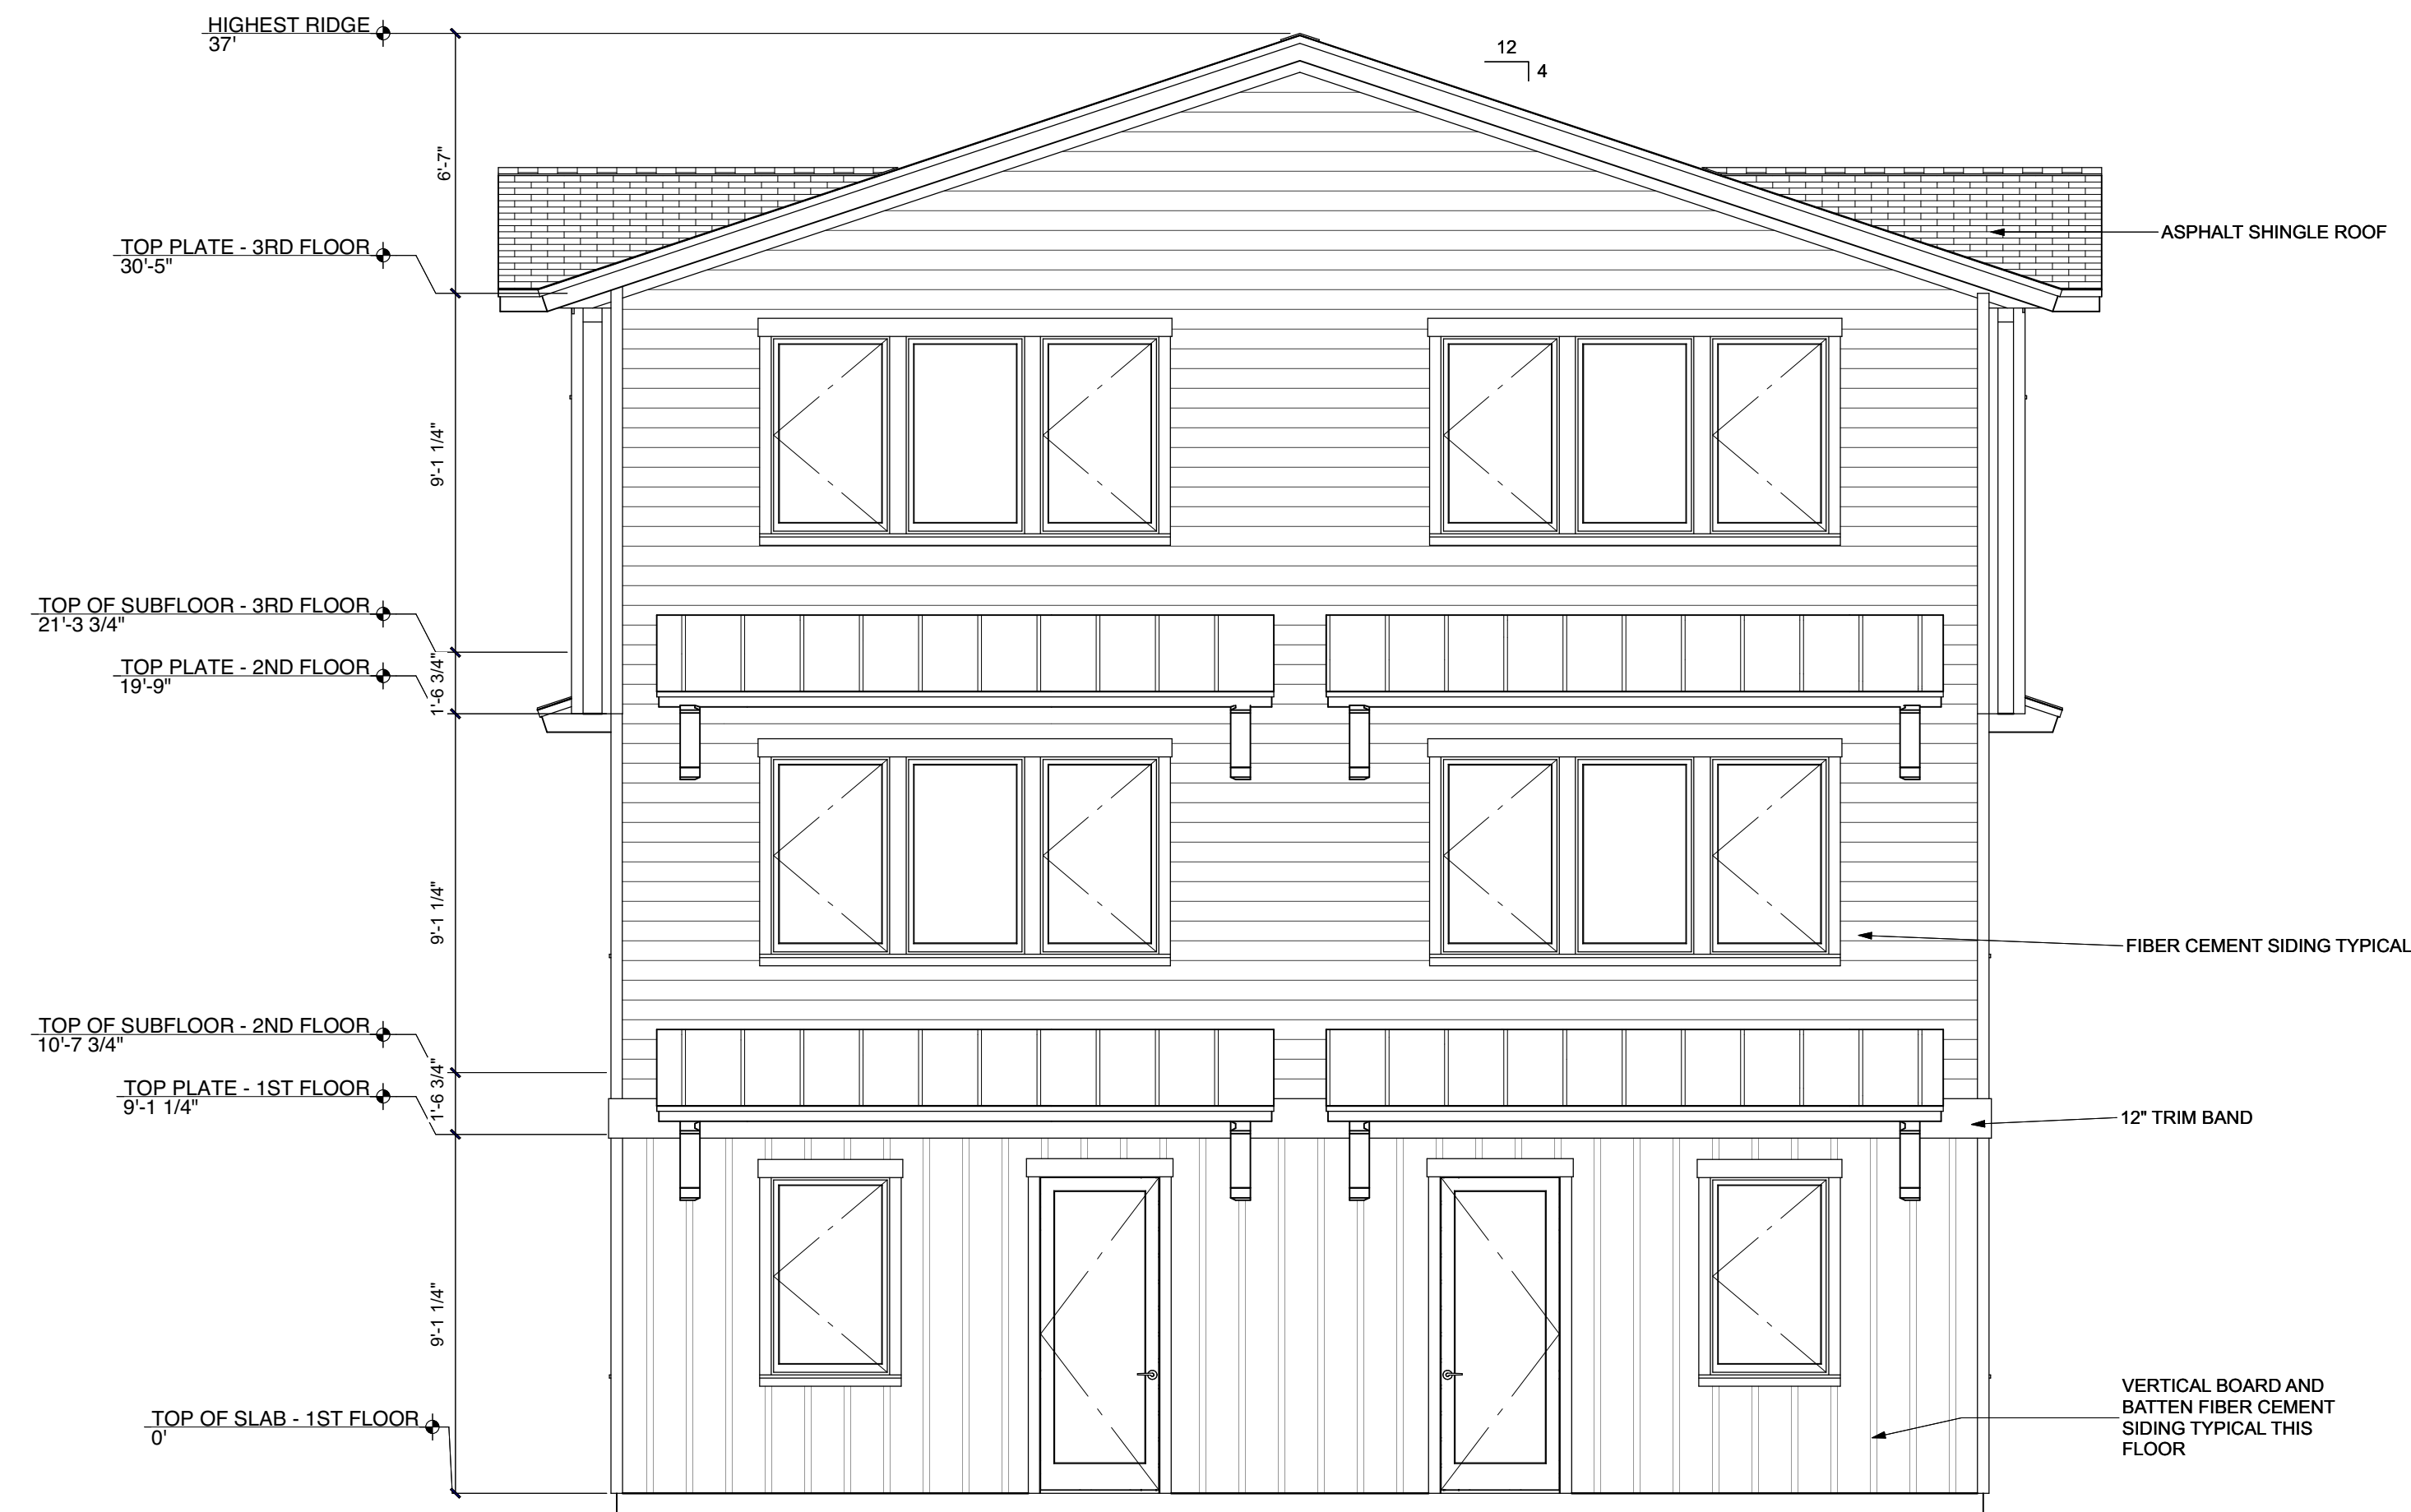 HIGHEST RIDGE
37'
12
4
6'-7"
ASPHALT SHINGLE ROOF
TOP PLATE - 3RD FLOOR
30'-5"
9'-1 1/4"
TOP OF SUBFLOOR - 3RD FLOOR
21'-3 3/4"
1'-6 3/4"
TOP PLATE - 2ND FLOOR
19'-9"
9'-1 1/4"
FIBER CEMENT SIDING TYPICAL
TOP OF SUBFLOOR - 2ND FLOOR
10'-7 3/4"
1'-6 3/4"
TOP PLATE - 1ST FLOOR
9'-1 1/4"
12" TRIM BAND
9'-1 1/4"
VERTICAL BOARD AND
BATTEN FIBER CEMENT
SIDING TYPICAL THIS
FLOOR
TOP OF SLAB - 1ST FLOOR
0'